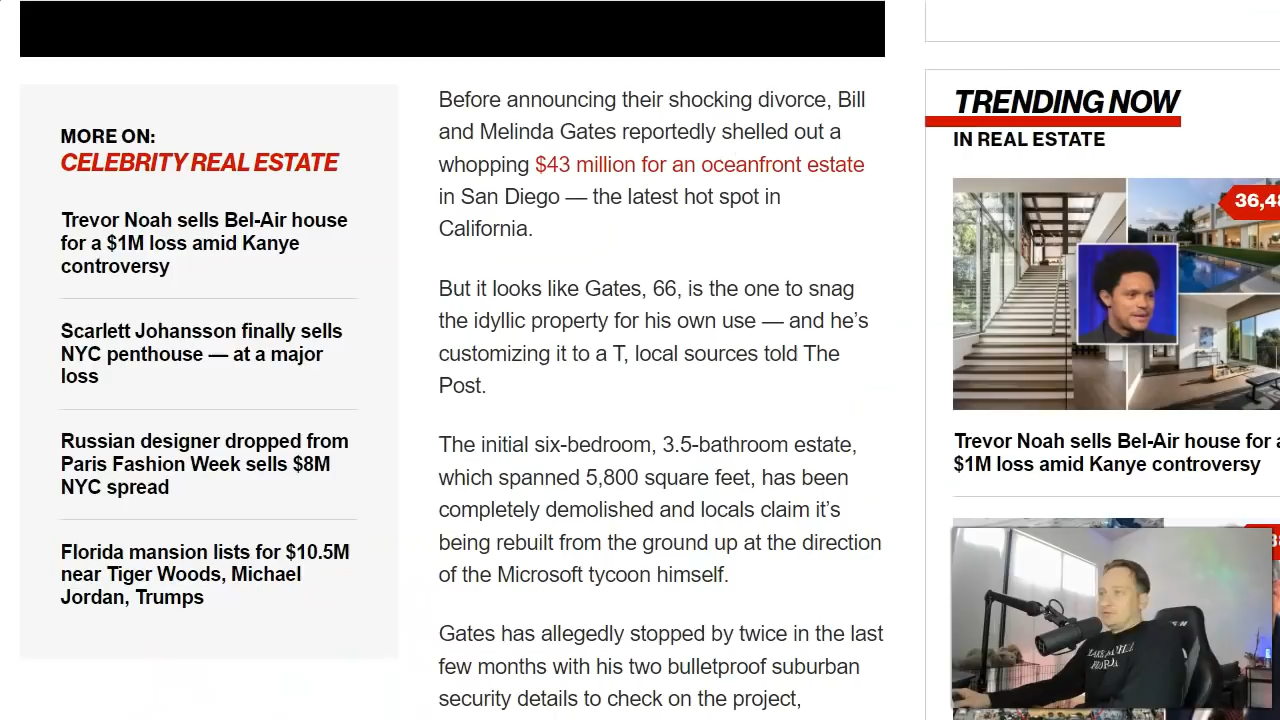 MORE ON:
CELEBRITY REAL ESTATE
Trevor Noah sells Bel-Air house
for a $1M loss amid Kanye
controversy
Scarlett Johansson finally sells
NYC penthouse — at a major
loss
Russian designer dropped from
Paris Fashion Week sells $8M
NYC spread
Florida mansion lists for $10.5M
near Tiger Woods, Michael
Jordan, Trumps
Before announcing their shocking divorce, Bill
and Melinda Gates reportedly shelled out a
whopping $43 million for an oceanfront estate
in San Diego — the latest hot spot in
California.
But it looks like Gates, 66, is the one to snag
the idyllic property for his own use — and he’s
customizing it to a T, local sources told The
Post.
The initial six-bedroom, 3.5-bathroom estate,
which spanned 5,800 square feet, has been
completely demolished and locals claim it’s
being rebuilt from the ground up at the direction
of the Microsoft tycoon himself.
Gates has allegedly stopped by twice in the last
few months with his two bulletproof suburban
security details to check on the project,
TRENDING NOW
IN REAL ESTATE
36,48
Trevor Noah sells Bel-Air house for a
$1M loss amid Kanye controversy